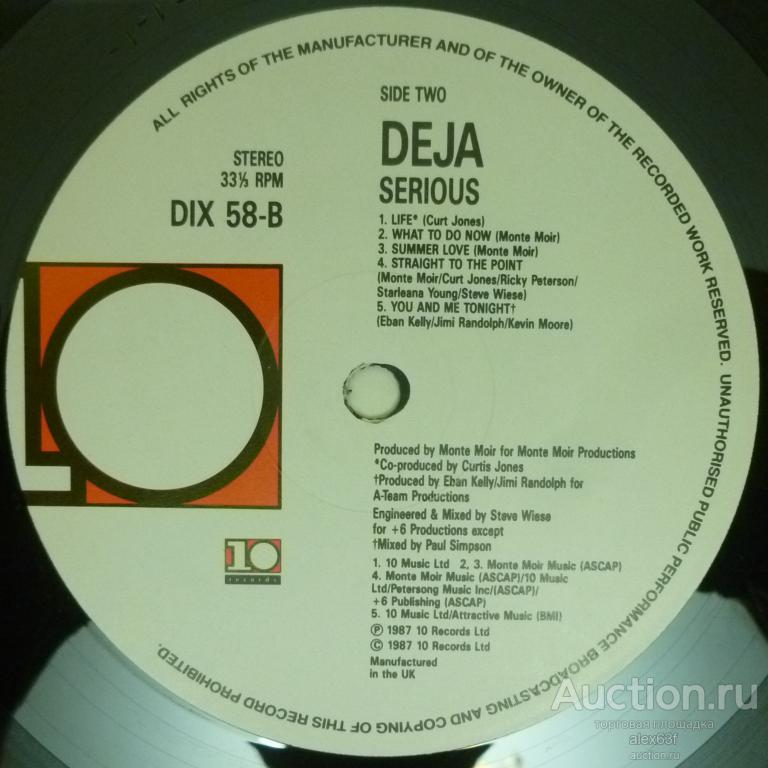 ALL RIGHTS OF THE MANUFACTURER AND OF THE OWNER OF THE RECORDED WORK RESERVED. UNAUTHORISED PUBLIC PERFORMANCE BROADCASTING AND COPYING OF THIS RECORD PROHIBITED.
SIDE TWO
DEJA
SERIOUS
STEREO
33⅓ RPM
DIX 58-B
1. LIFE* (Curt Jones)
2. WHAT TO DO NOW (Monte Moir)
3. SUMMER LOVE (Monte Moir)
4. STRAIGHT TO THE POINT
(Monte Moir/Curt Jones/Ricky Peterson/
Starleana Young/Steve Wiese)
5. YOU AND ME TONIGHT†
(Eban Kelly/Jimi Randolph/Kevin Moore)
Produced by Monte Moir for Monte Moir Productions
*Co-produced by Curtis Jones
†Produced by Eban Kelly/Jimi Randolph for
A-Team Productions
Engineered & Mixed by Steve Wiese
for +6 Productions except
†Mixed by Paul Simpson
1. 10 Music Ltd 2, 3. Monte Moir Music (ASCAP)
4. Monte Moir Music (ASCAP)/10 Music
Ltd/Petersong Music Inc/(ASCAP)/
+6 Publishing (ASCAP)
5. 10 Music Ltd/Attractive Music (BMI)
℗ 1987 10 Records Ltd
© 1987 10 Records Ltd
Manufactured
in the UK
10
records
Auction.ru
торговая площадка
alex63f
auction.ru